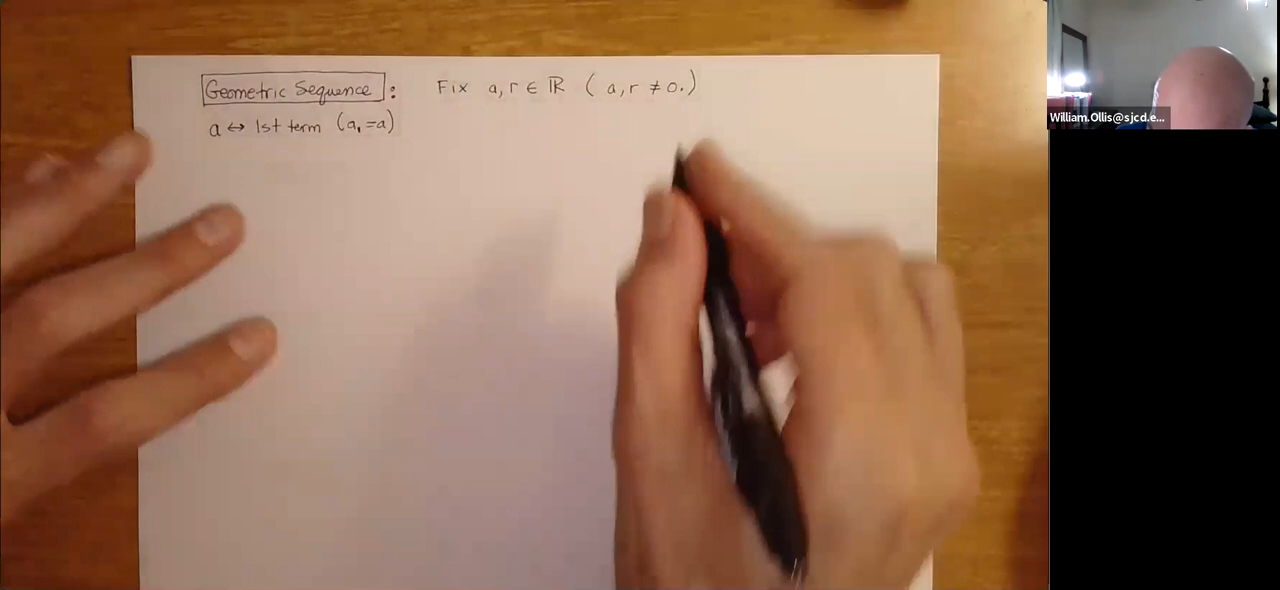 Geometric Sequence : Fix a, r ∈ ℝ ( a, r ≠ 0. )
a ↔ 1st term (a₁ = a)
William.Ollis@sjcd.e...